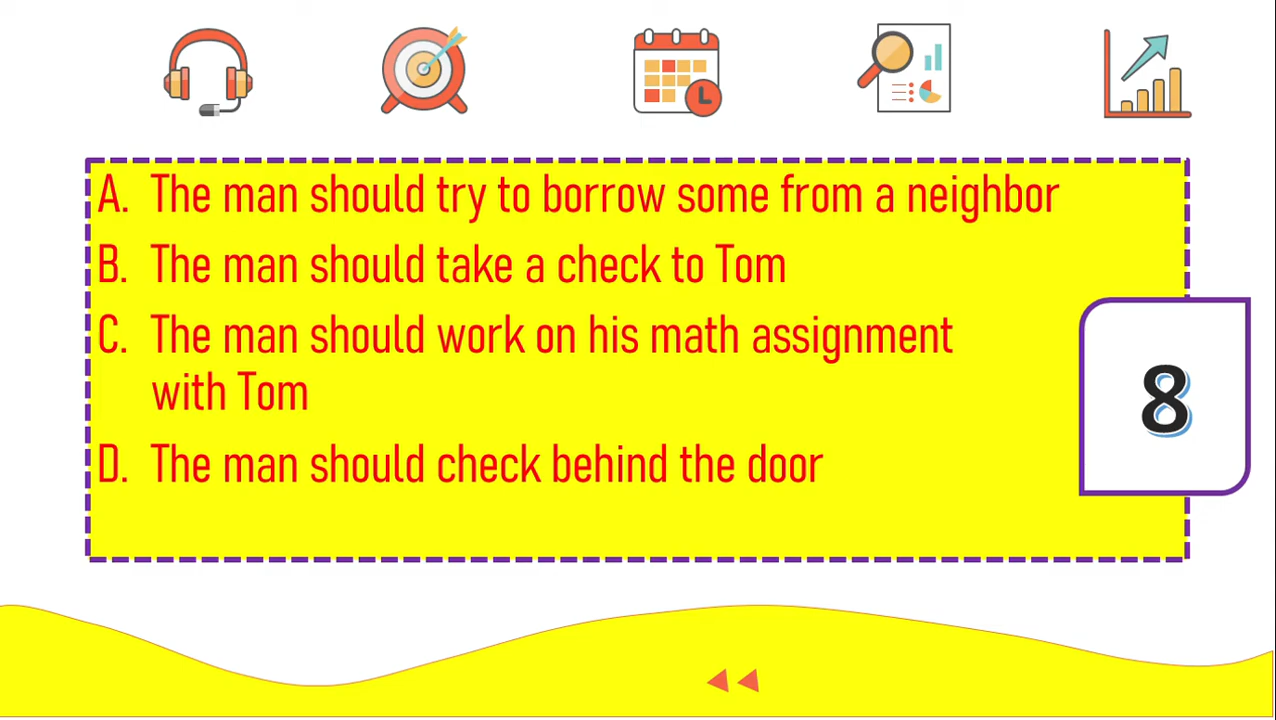 A. The man should try to borrow some from a neighbor
B. The man should take a check to Tom
C. The man should work on his math assignment
with Tom
D. The man should check behind the door
8